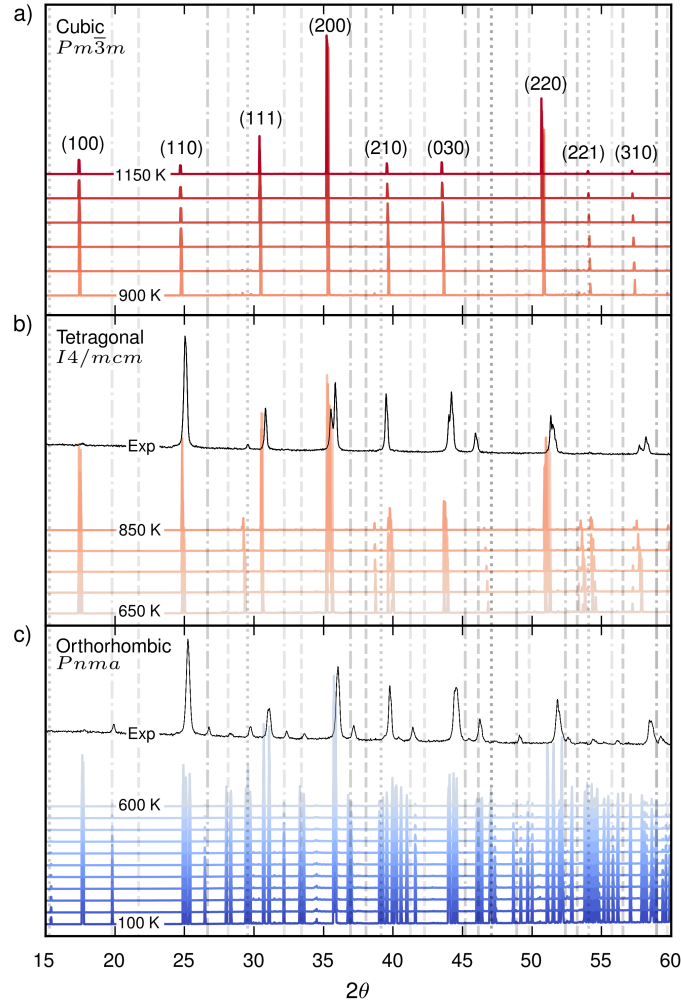 a)
Cubic
Pm3̅m
(200)
(220)
(111)
(100)
(110)
(210)
(030)
(221)
(310)
1150 K
900 K
b)
Tetragonal
I4/mcm
Exp
850 K
650 K
c)
Orthorhombic
Pnma
Exp
600 K
100 K
15 20 25 30 35 40 45 50 55 60
2θ